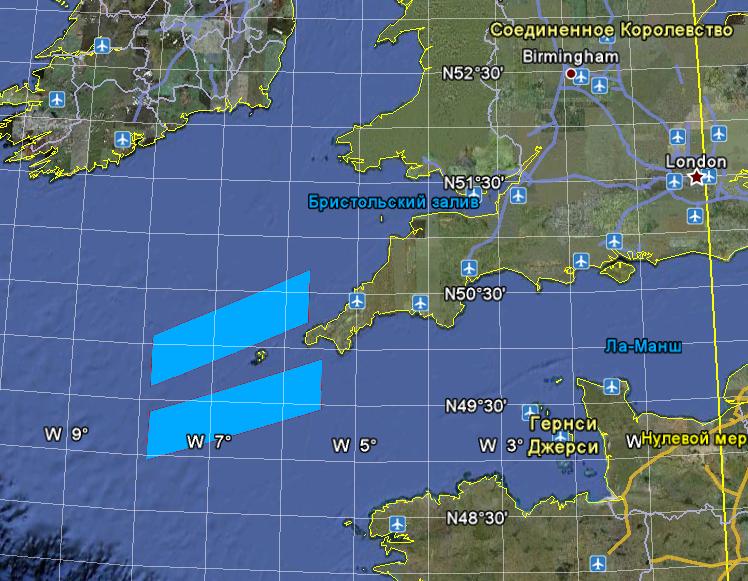 Соединенное Королевство
Birmingham
N52°30'
London
N51°30'
Бристольский залив
N50°30'
Ла-Манш
N49°30'
W 9°
W 7°
W 5°
W 3°
Гернси
Джерси
W
Нулевой мер
N48°30'